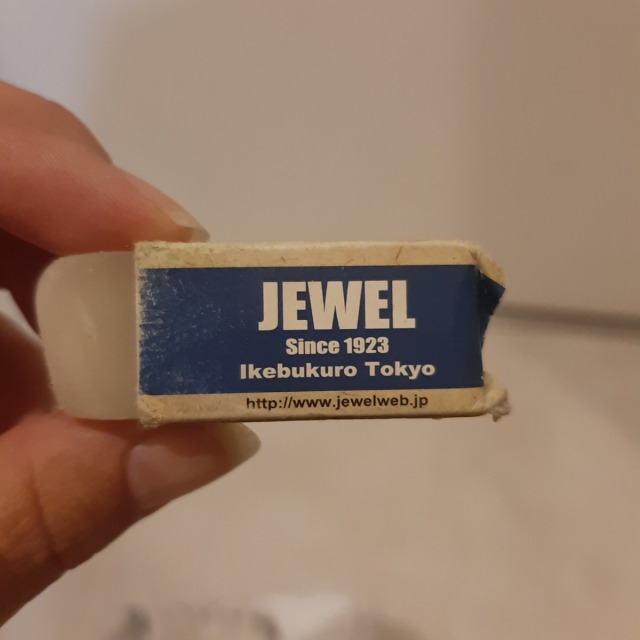 JEWEL
Since 1923
Ikebukuro Tokyo
http://www.jewelweb.jp